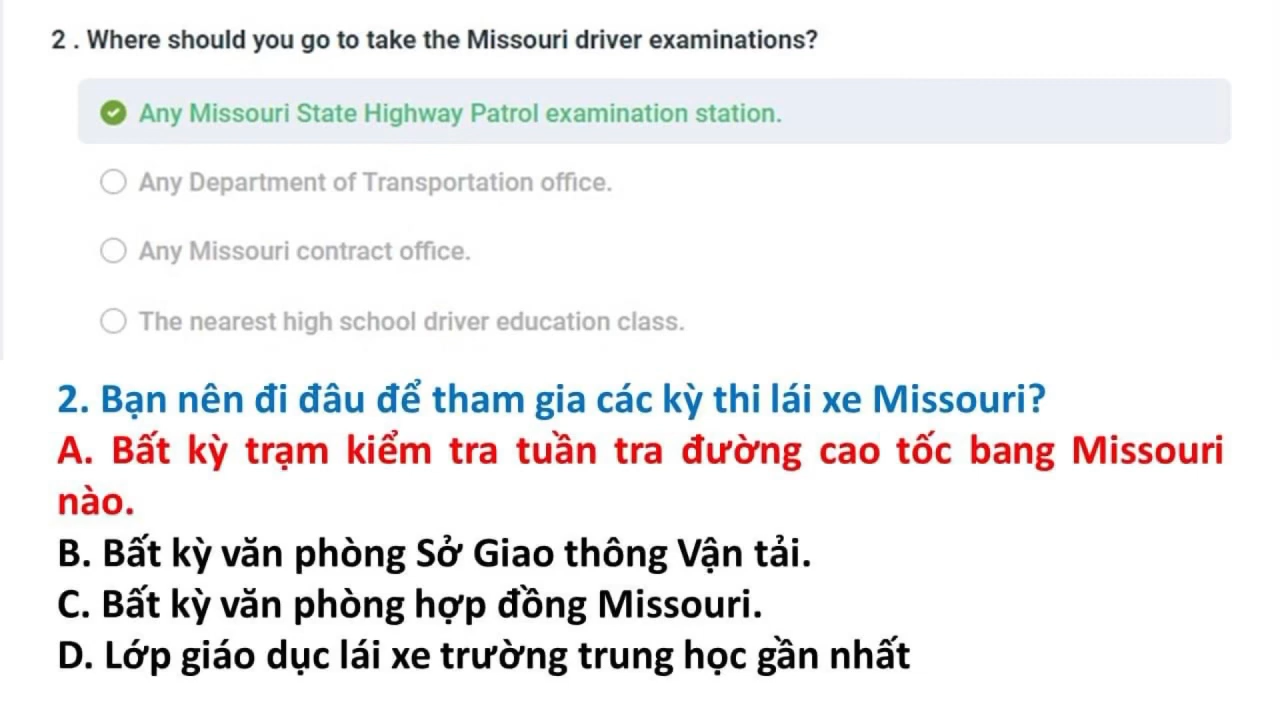 2 . Where should you go to take the Missouri driver examinations?
Any Missouri State Highway Patrol examination station.
Any Department of Transportation office.
Any Missouri contract office.
The nearest high school driver education class.
2. Bạn nên đi đâu để tham gia các kỳ thi lái xe Missouri?
A. Bất kỳ trạm kiểm tra tuần tra đường cao tốc bang Missouri
nào.
B. Bất kỳ văn phòng Sở Giao thông Vận tải.
C. Bất kỳ văn phòng hợp đồng Missouri.
D. Lớp giáo dục lái xe trường trung học gần nhất